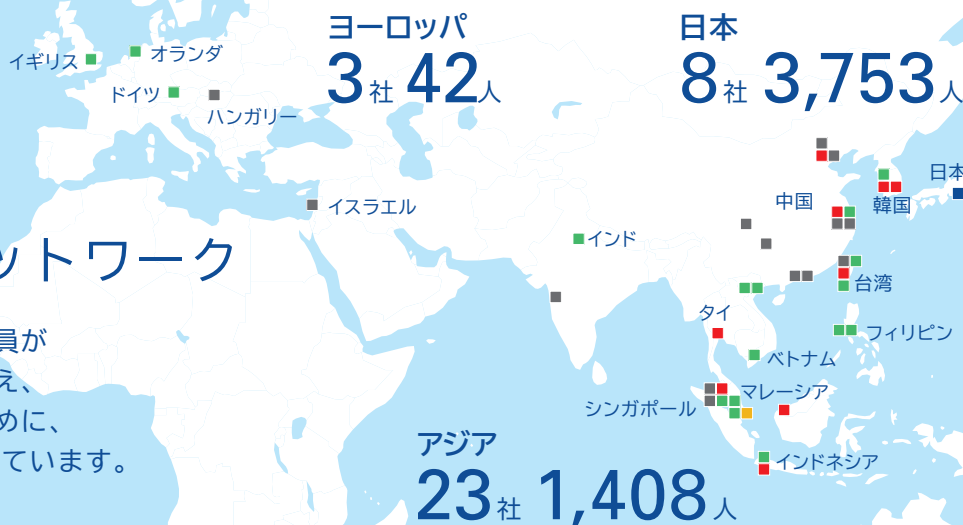 ヨーロッパ
3社 42人
日本
8社 3,753人
イギリス
オランダ
ドイツ
ハンガリー
イスラエル
インド
中国
韓国
日本
台湾
タイ
フィリピン
ベトナム
マレーシア
シンガポール
インドネシア
ットワーク
員が
え、
めに、
ています。
アジア
23社 1,408人